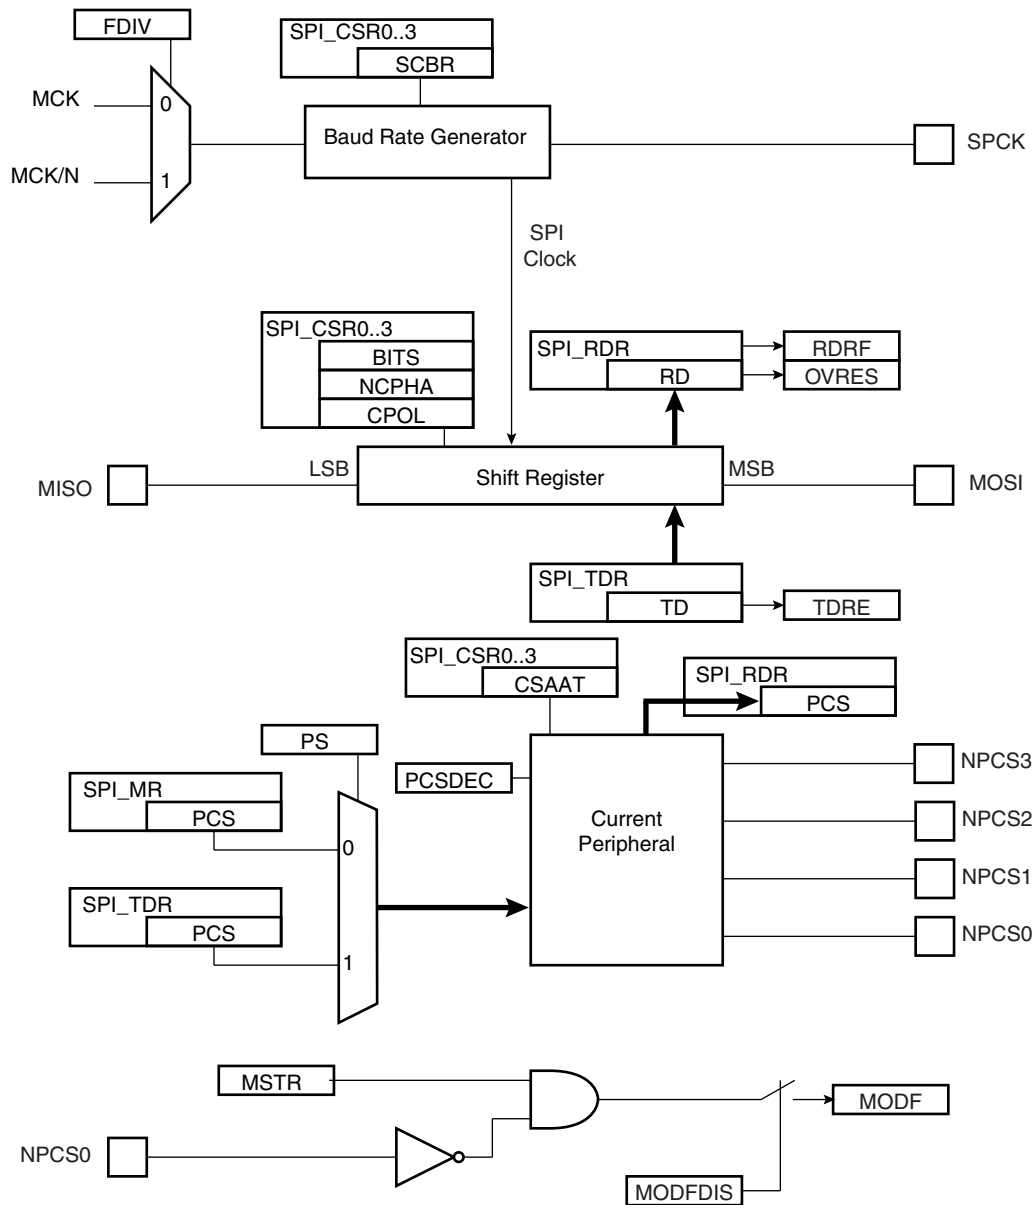 FDIV
SPI_CSR0..3
SCBR
MCK
0
Baud Rate Generator
SPCK
MCK/N
1
SPI
Clock
SPI_CSR0..3
BITS
NCPHA
CPOL
SPI_RDR
RD
RDRF
OVRES
LSB
MSB
MISO
Shift Register
MOSI
SPI_TDR
TD
TDRE
SPI_CSR0..3
CSAAT
SPI_RDR
PCS
PS
PCSDEC
SPI_MR
PCS
0
Current
Peripheral
NPCS3
NPCS2
NPCS1
NPCS0
SPI_TDR
PCS
1
MSTR
MODF
NPCS0
MODFDIS